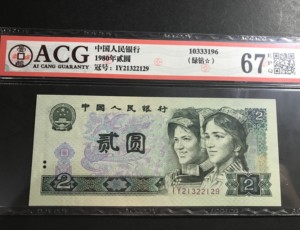 ACG
AI CANG GUARANTY
中国人民银行
1980年贰圆
冠号：IY21322129
10333196
(绿钻☆)
67
E
P
Q
中国人民银行
贰圆
2
2
IY21322129